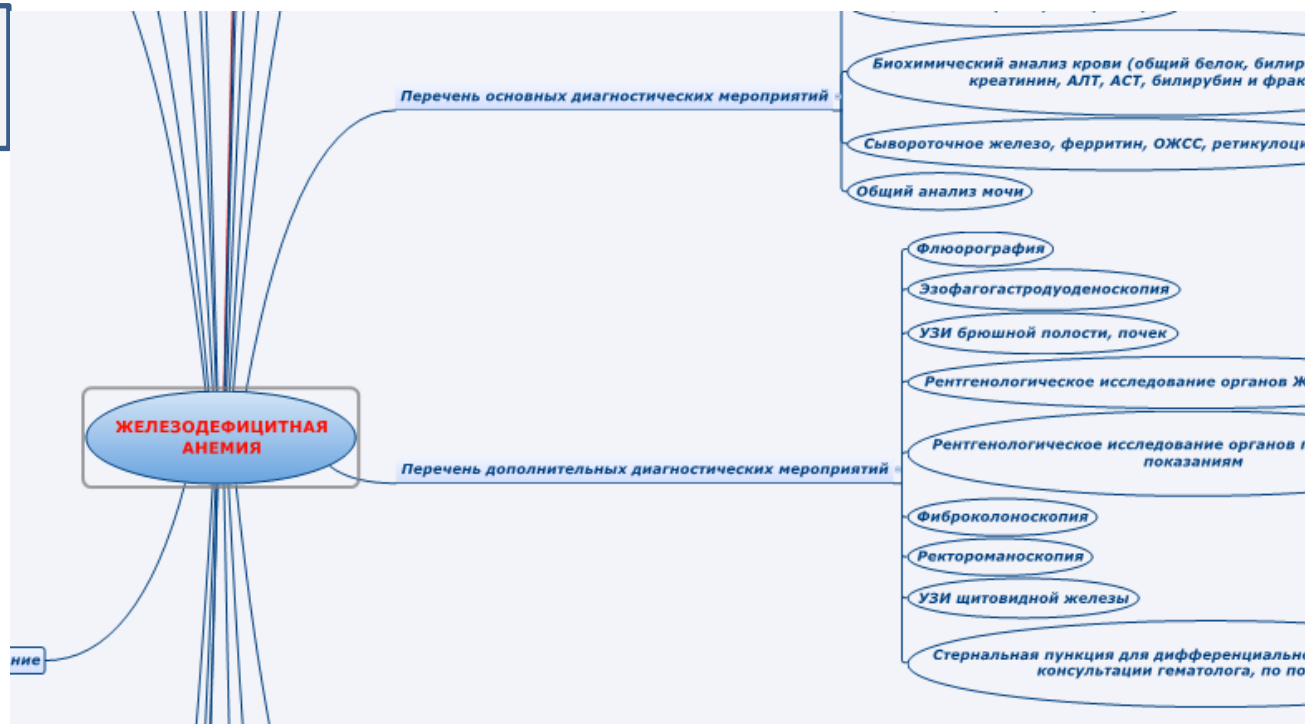 Перечень основных диагностических мероприятий
Биохимический анализ крови (общий белок, билир
креатинин, АЛТ, АСТ, билирубин и фрак
Сывороточное железо, ферритин, ОЖСС, ретикулоци
Общий анализ мочи
ЖЕЛЕЗОДЕФИЦИТНАЯ
АНЕМИЯ
Перечень дополнительных диагностических мероприятий
Флюорография
Эзофагогастродуоденоскопия
УЗИ брюшной полости, почек
Рентгенологическое исследование органов Ж
Рентгенологическое исследование органов
показаниям
Фиброколоноскопия
Ректороманоскопия
УЗИ щитовидной железы
Стернальная пункция для дифференциально
консультации гематолога, по по
ние